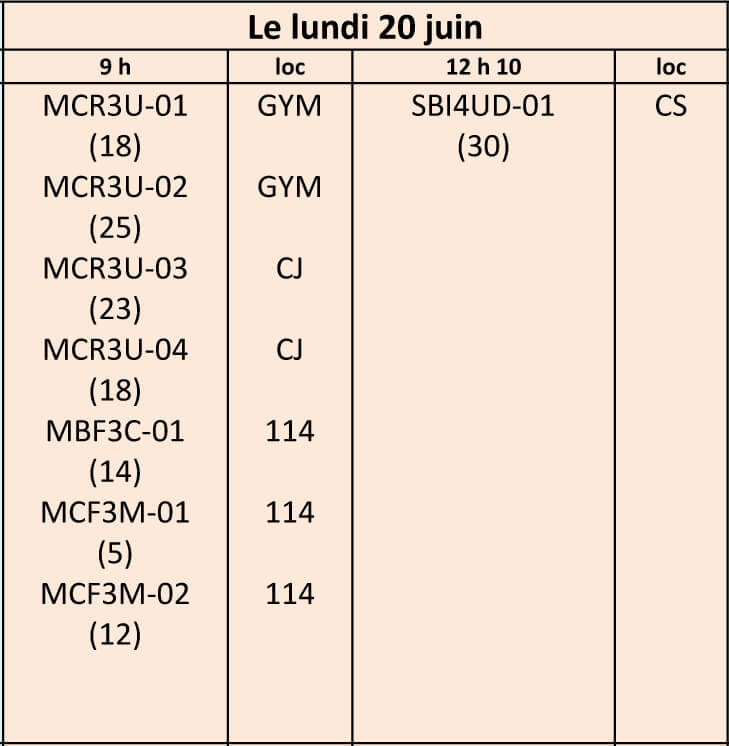 Le lundi 20 juin
9 h loc 12 h 10 loc
MCR3U-01 GYM SBI4UD-01 CS
(18) (30)
MCR3U-02 GYM
(25)
MCR3U-03 CJ
(23)
MCR3U-04 CJ
(18)
MBF3C-01 114
(14)
MCF3M-01 114
(5)
MCF3M-02 114
(12)